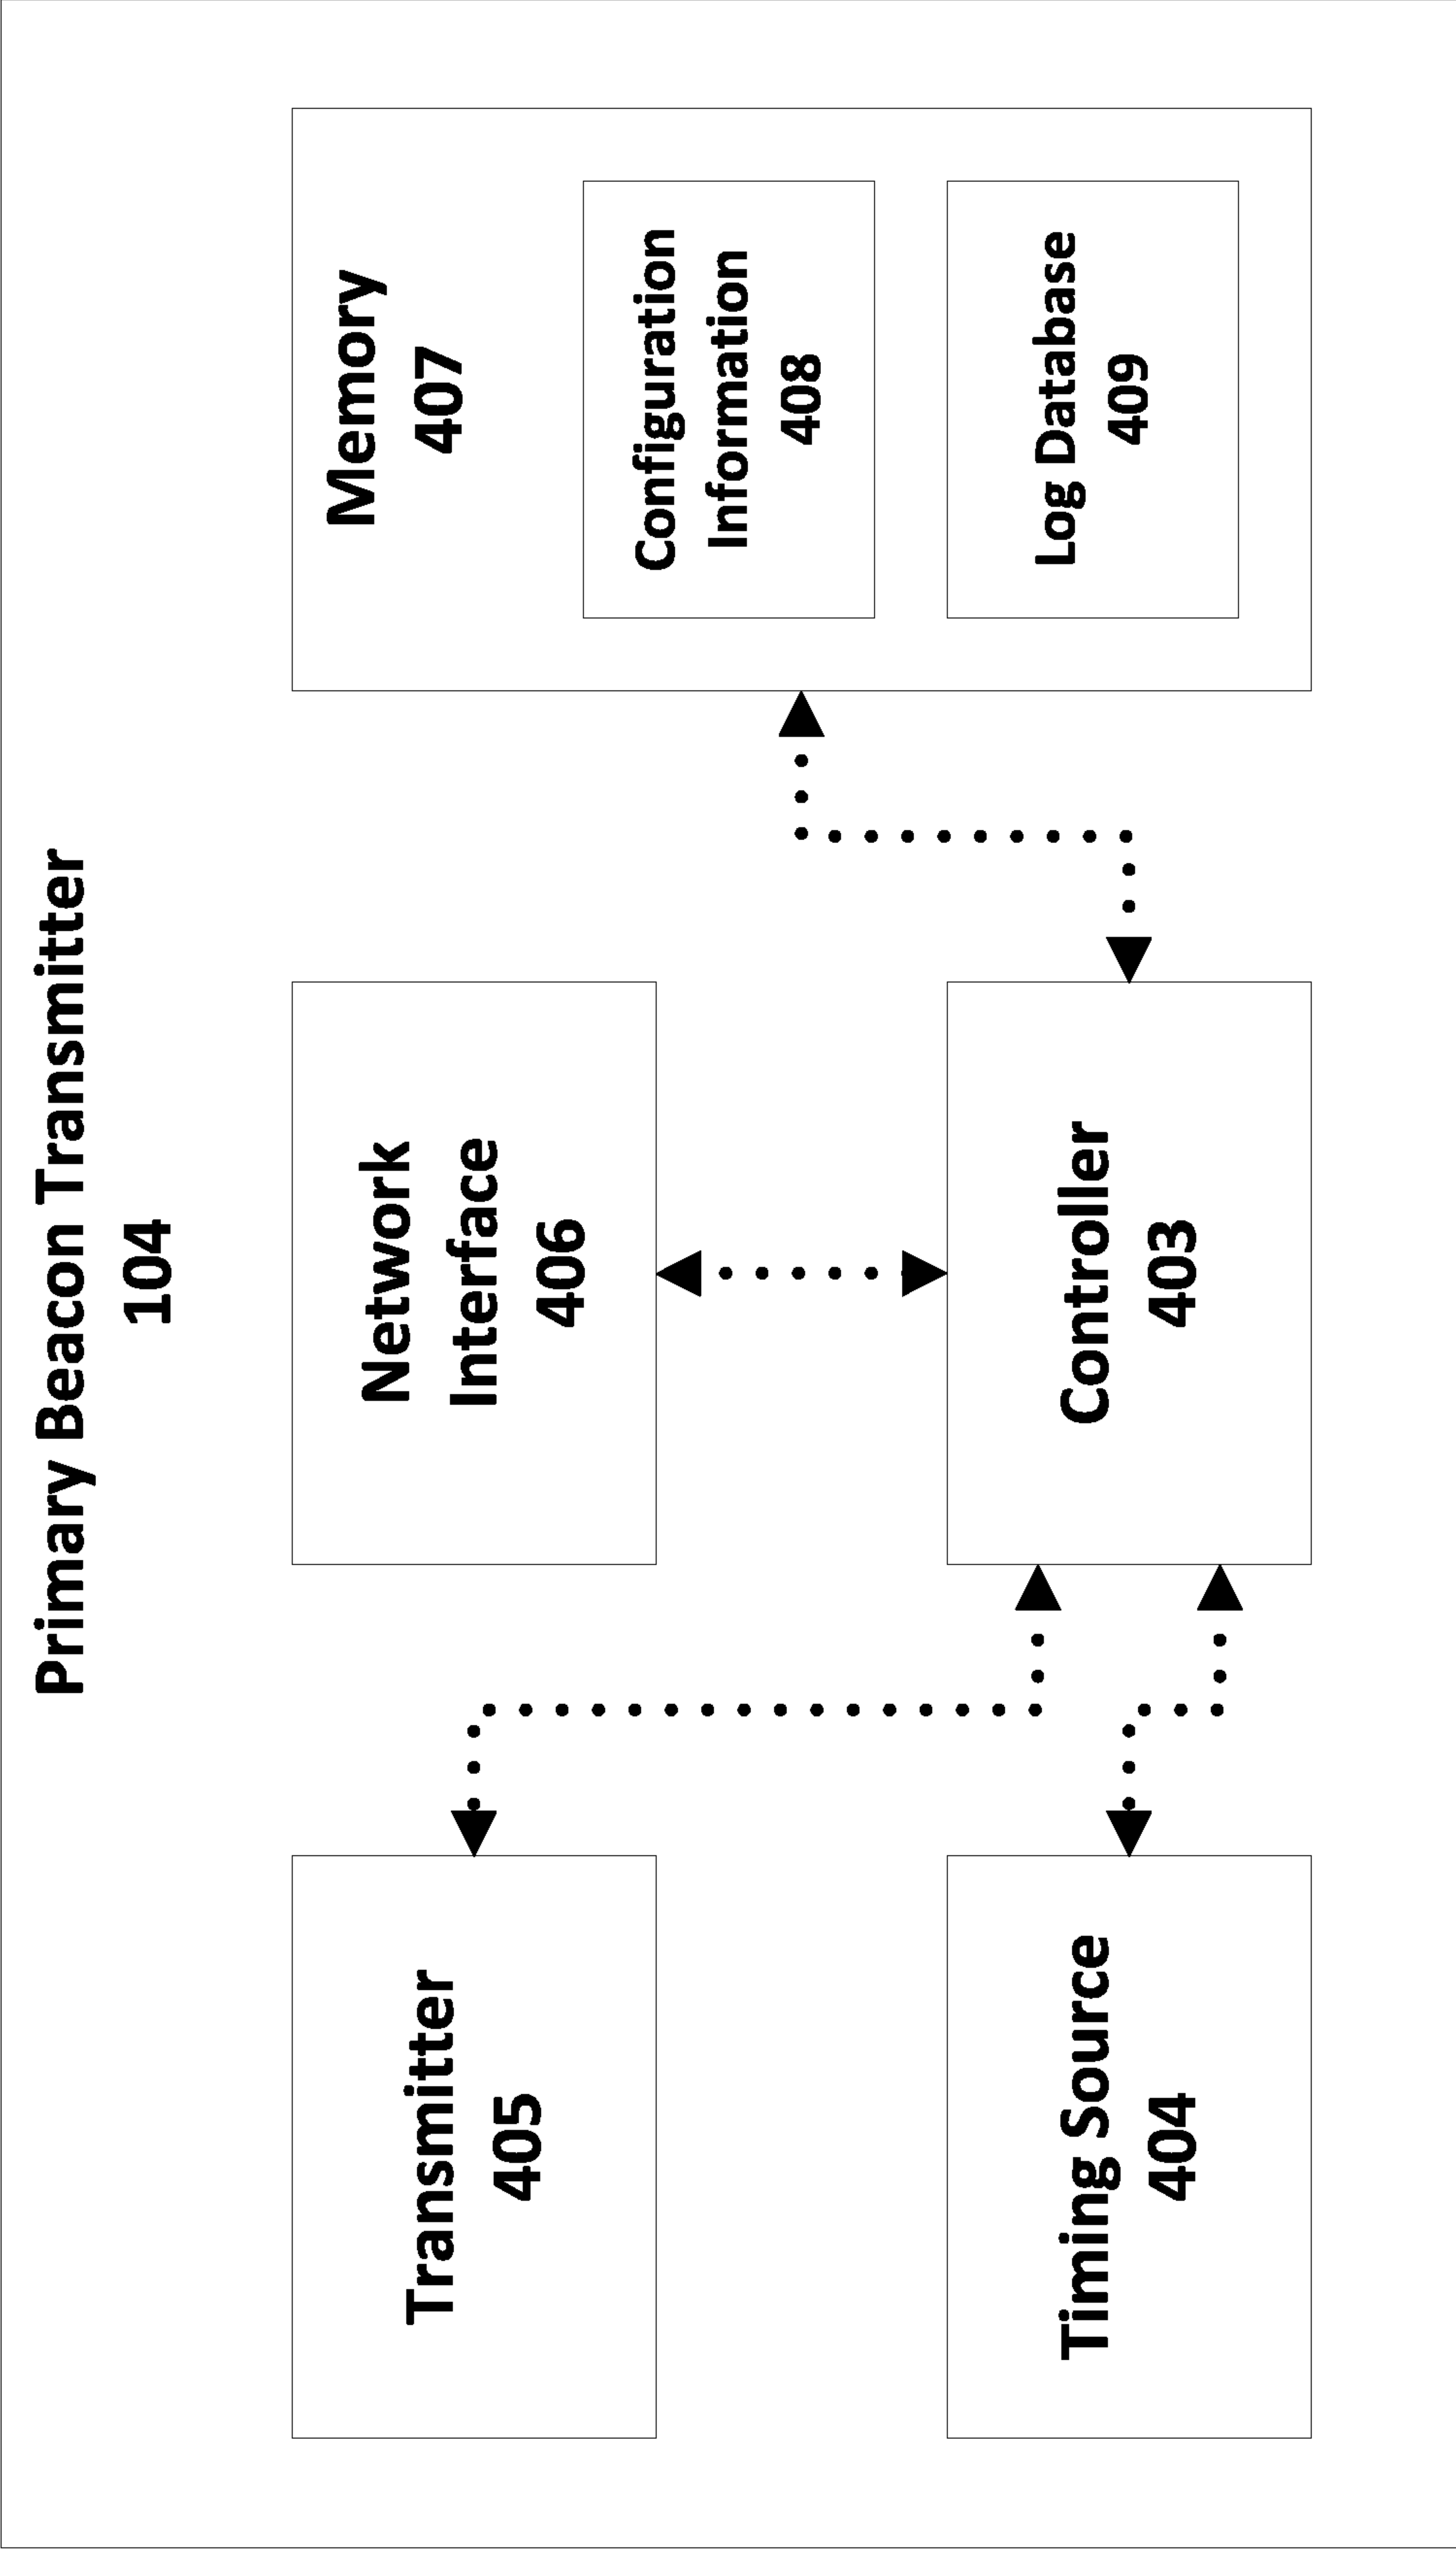 Primary Beacon Transmitter
104
Transmitter
405
Network
Interface
406
Memory
407
Configuration
Information
408
Log Database
409
Timing Source
404
Controller
403